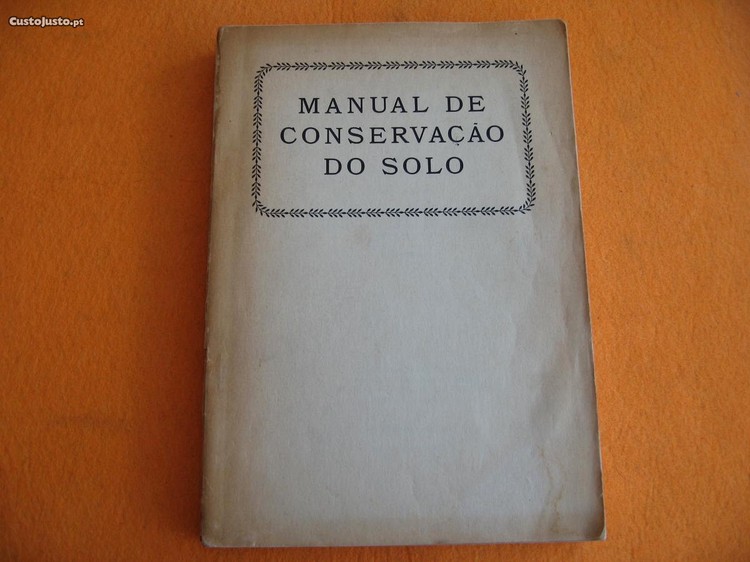 CustoJusto.pt
MANUAL DE
CONSERVAÇÃO
DO SOLO